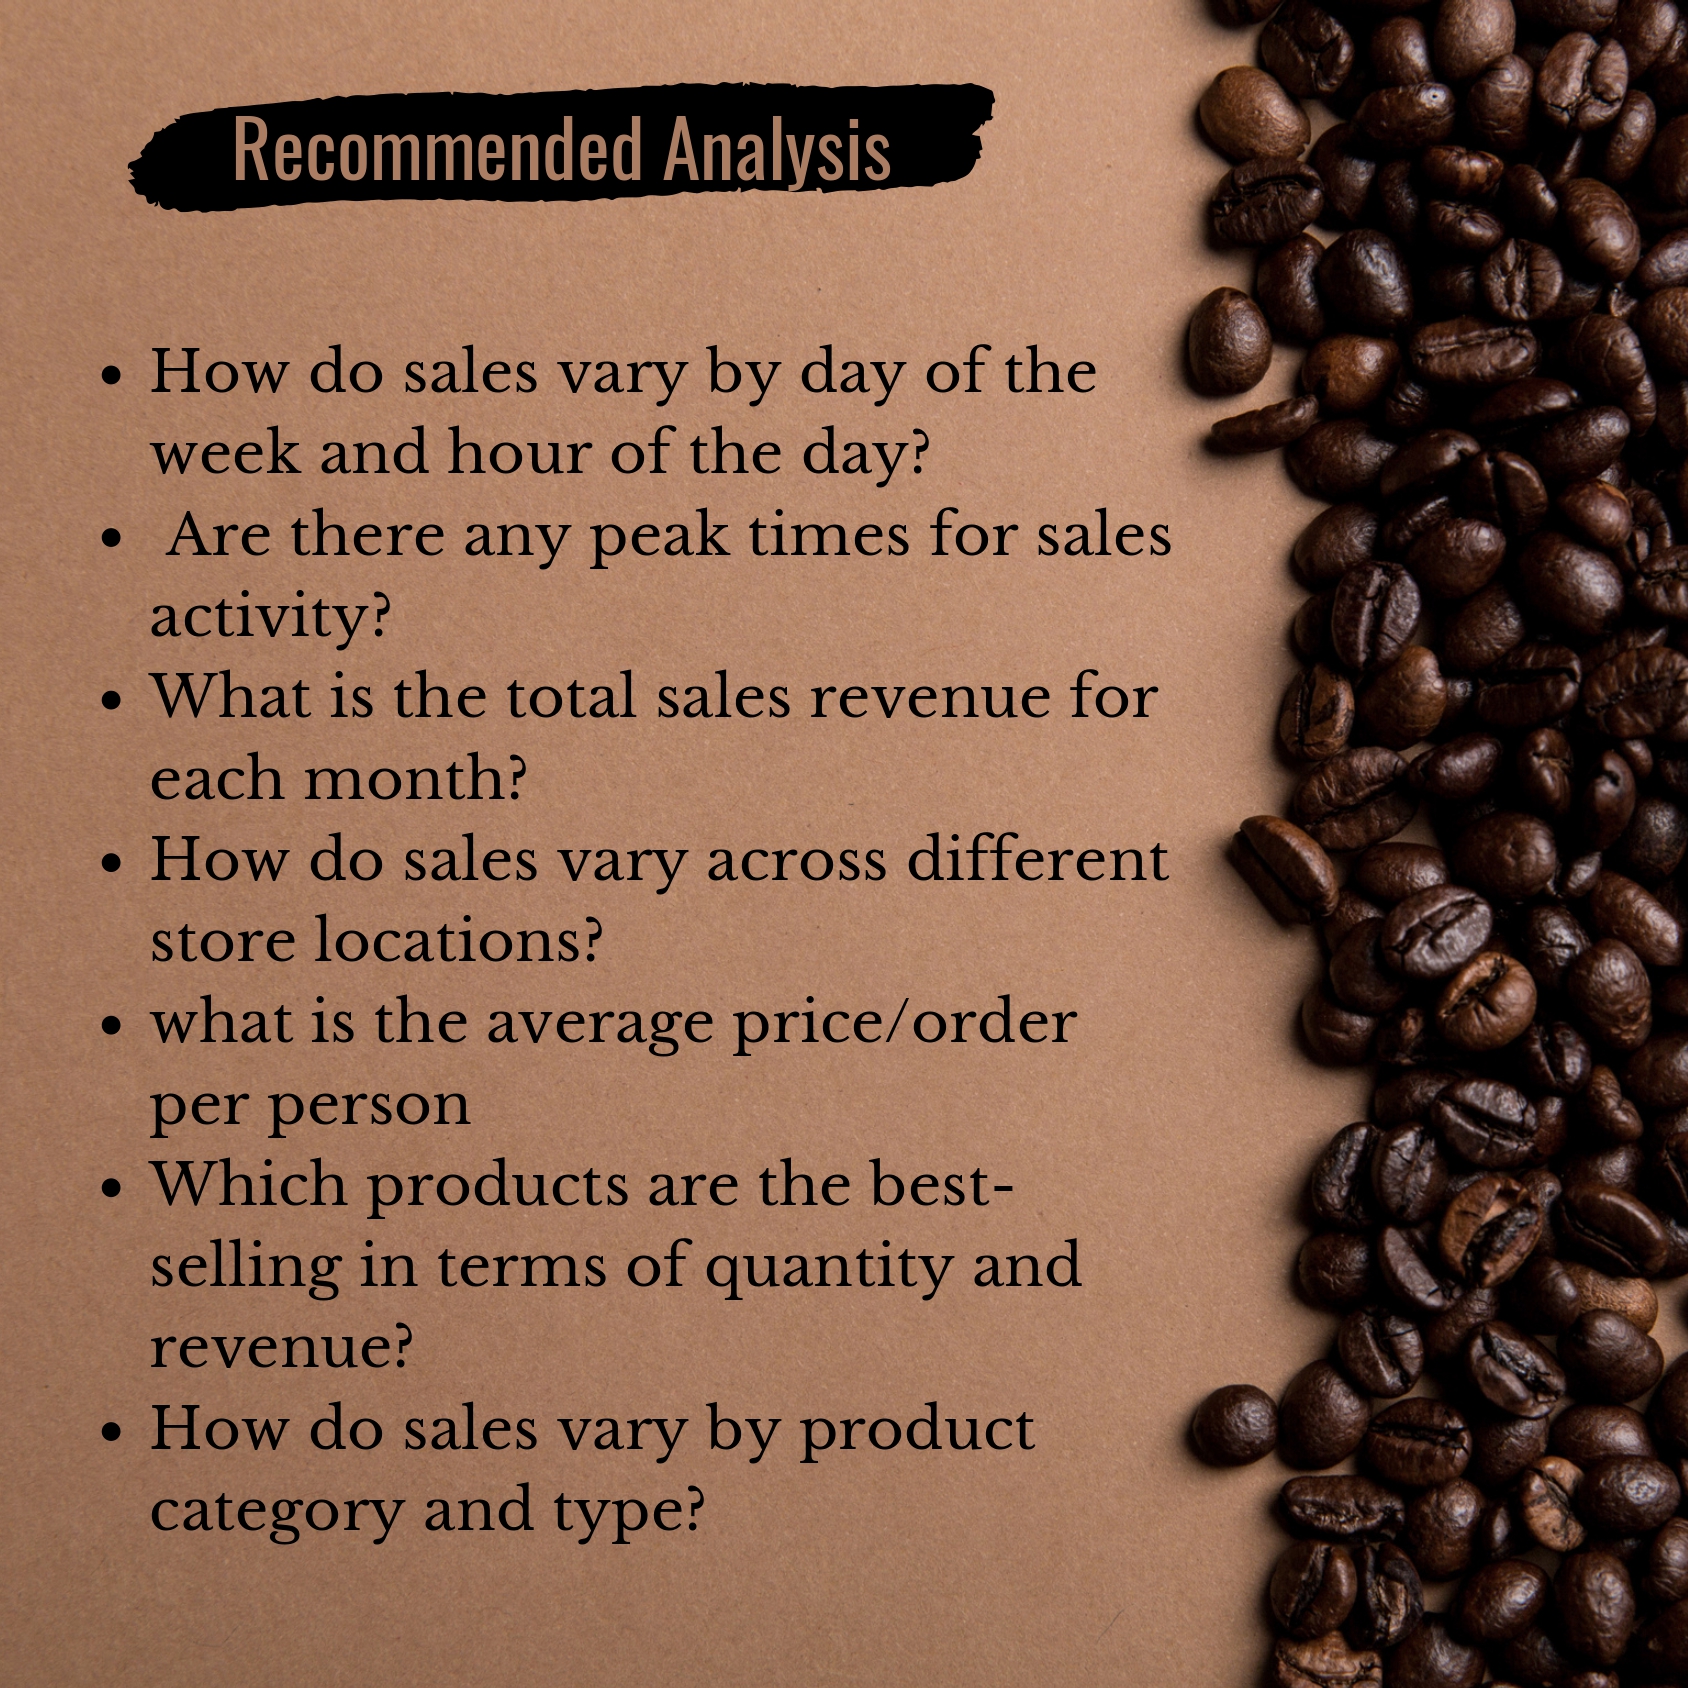 Recommended Analysis
• How do sales vary by day of the
week and hour of the day?
• Are there any peak times for sales
activity?
• What is the total sales revenue for
each month?
• How do sales vary across different
store locations?
• what is the average price/order
per person
• Which products are the best-
selling in terms of quantity and
revenue?
• How do sales vary by product
category and type?